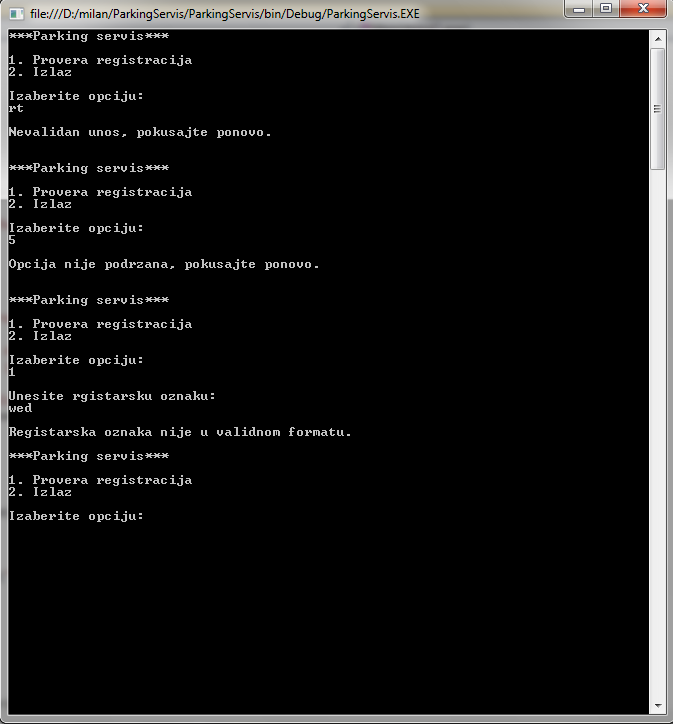 file:///D:/milan/ParkingServis/ParkingServis/bin/Debug/ParkingServis.EXE
***Parking servis***
1. Provera registracija
2. Izlaz
Izaberite opciju:
rt
Nevalidan unos, pokusajte ponovo.
***Parking servis***
1. Provera registracija
2. Izlaz
Izaberite opciju:
5
Opcija nije podrzana, pokusajte ponovo.
***Parking servis***
1. Provera registracija
2. Izlaz
Izaberite opciju:
1
Unesite rgistarsku oznaku:
wed
Registarska oznaka nije u validnom formatu.
***Parking servis***
1. Provera registracija
2. Izlaz
Izaberite opciju: